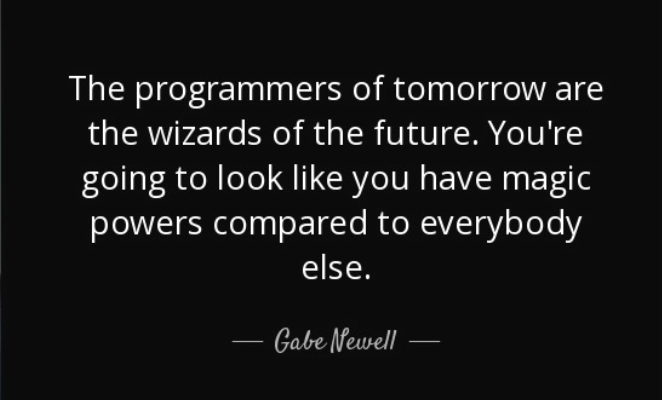 The programmers of tomorrow are
the wizards of the future. You're
going to look like you have magic
powers compared to everybody
else.
— Gabe Newell —